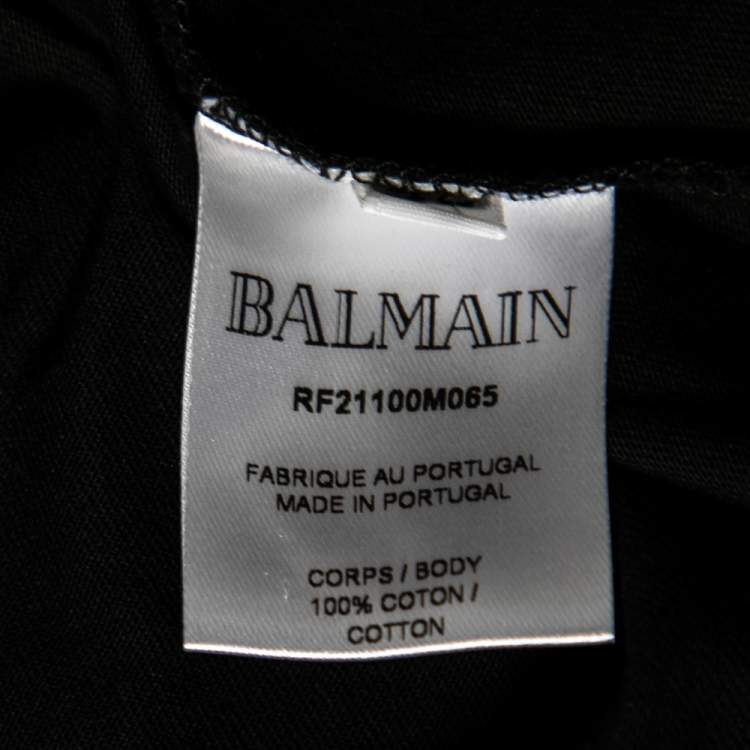 BALMAIN
RF21100M065
FABRIQUE AU PORTUGAL
MADE IN PORTUGAL
CORPS / BODY
100% COTON /
COTTON